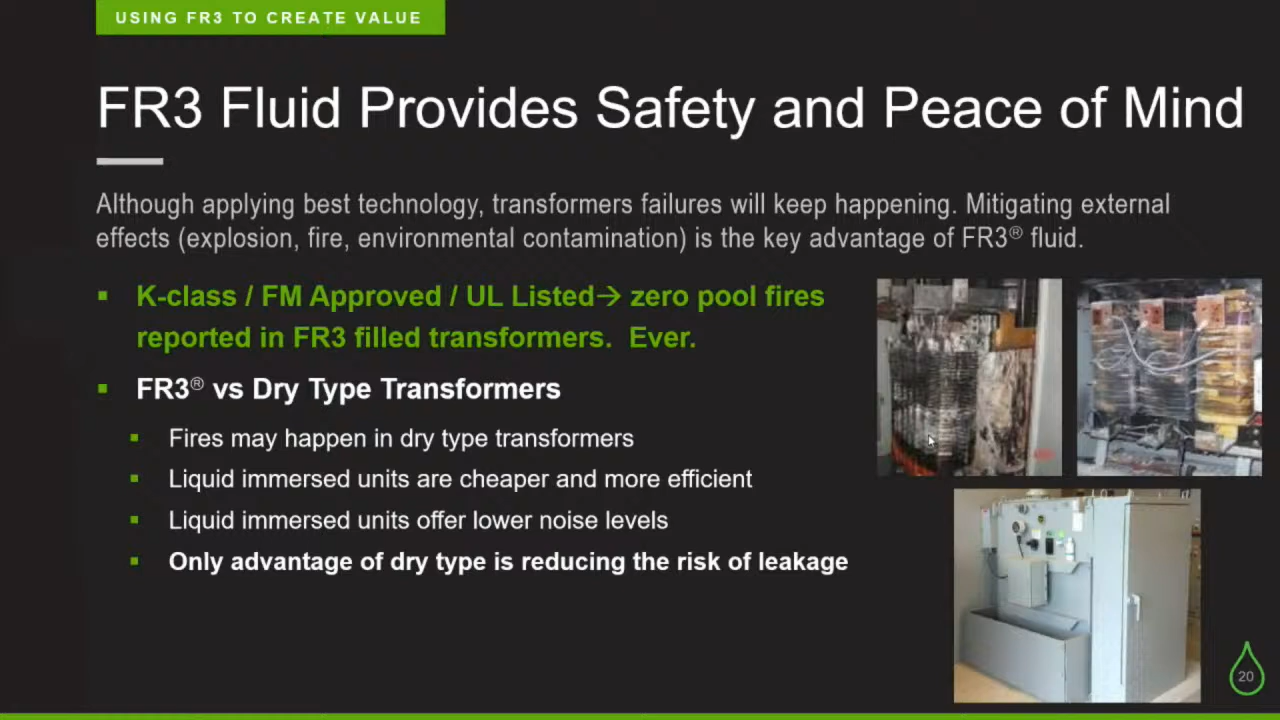 USING FR3 TO CREATE VALUE
FR3 Fluid Provides Safety and Peace of Mind
Although applying best technology, transformers failures will keep happening. Mitigating external
effects (explosion, fire, environmental contamination) is the key advantage of FR3® fluid.
▪ K-class / FM Approved / UL Listed→ zero pool fires
reported in FR3 filled transformers.  Ever.
▪ FR3® vs Dry Type Transformers
▪ Fires may happen in dry type transformers
▪ Liquid immersed units are cheaper and more efficient
▪ Liquid immersed units offer lower noise levels
▪ Only advantage of dry type is reducing the risk of leakage
20